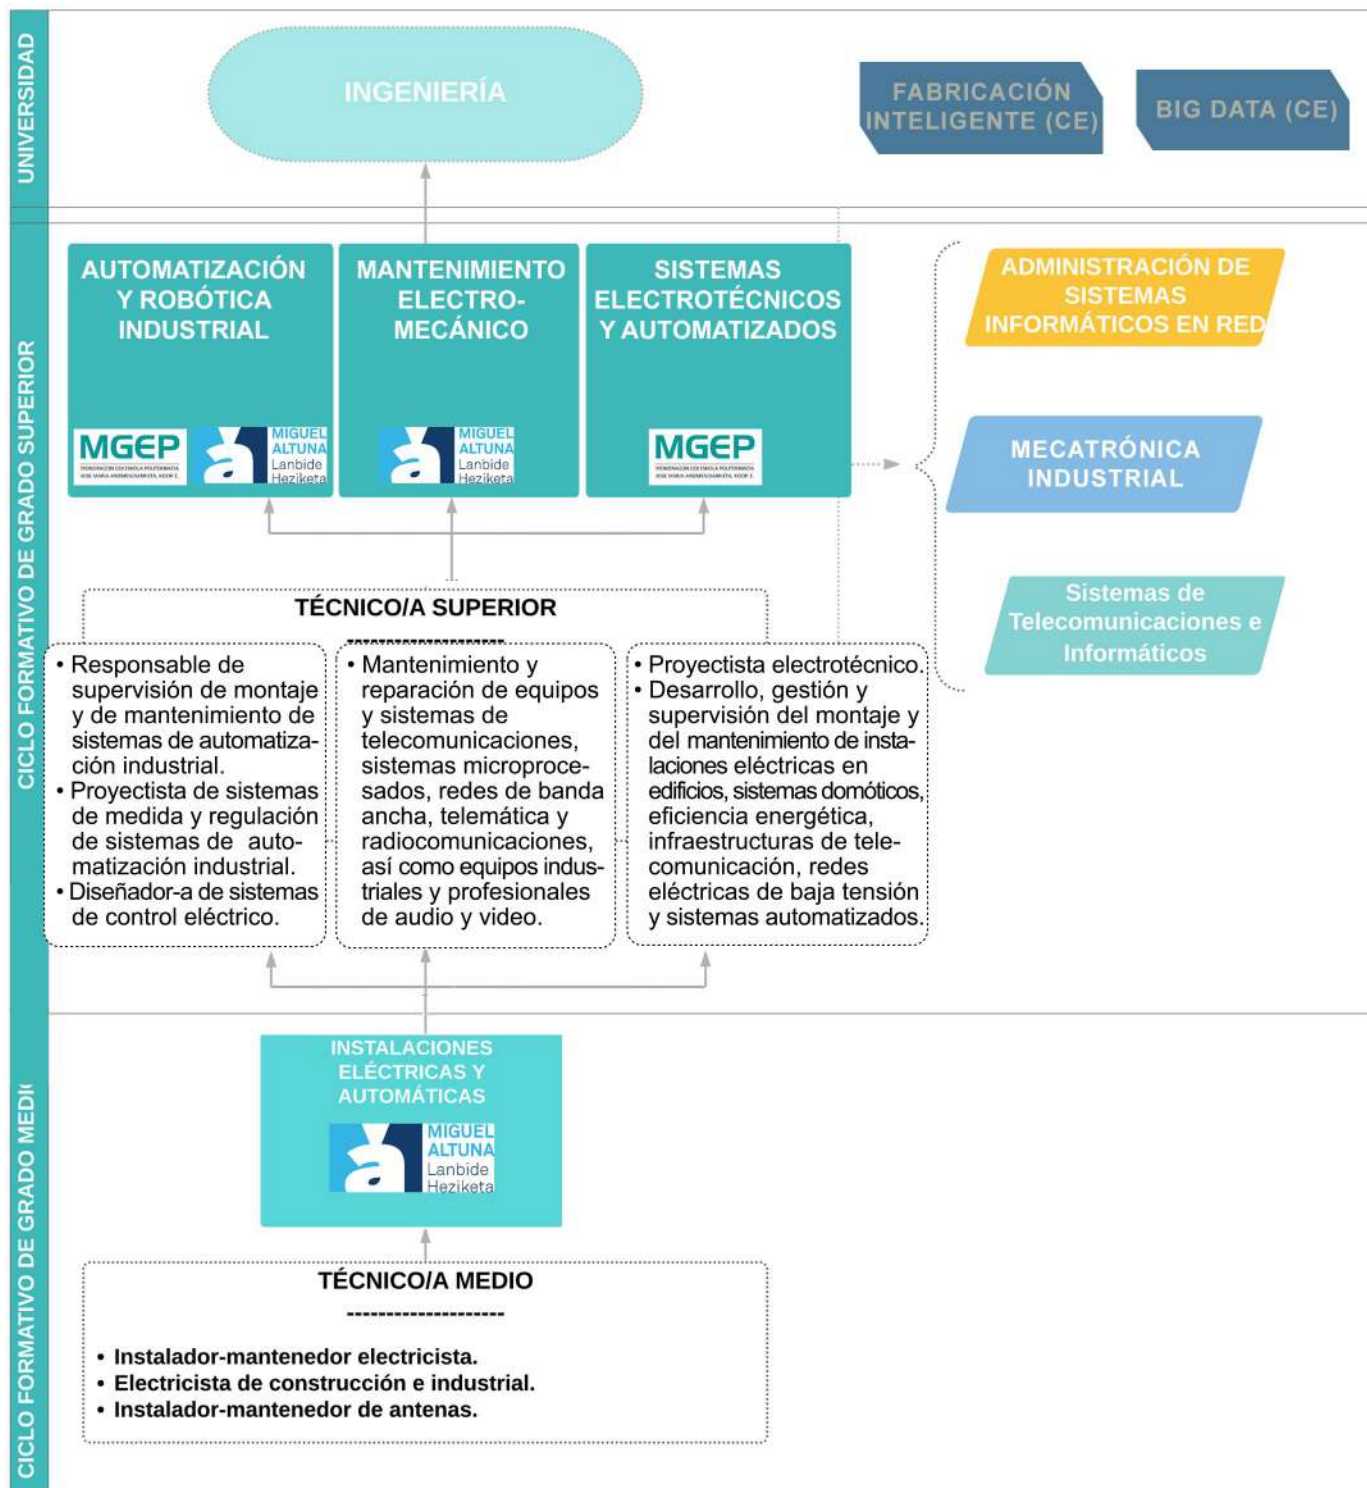 UNIVERSIDAD
INGENIERÍA
FABRICACIÓN
INTELIGENTE (CE)
BIG DATA (CE)
CICLO FORMATIVO DE GRADO SUPERIOR
AUTOMATIZACIÓN
Y ROBÓTICA
INDUSTRIAL
MGEP
MIGUEL
ALTUNA
Lanbide
Heziketa
MANTENIMIENTO
ELECTRO-
MECÁNICO
MIGUEL
ALTUNA
Lanbide
Heziketa
SISTEMAS
ELECTROTÉCNICOS
Y AUTOMATIZADOS
MGEP
ADMINISTRACIÓN DE
SISTEMAS
INFORMÁTICOS EN RED
MECATRÓNICA
INDUSTRIAL
Sistemas de
Telecomunicaciones e
Informáticos
TÉCNICO/A SUPERIOR
--------------------
• Responsable de
supervisión de montaje
y de mantenimiento de
sistemas de automatiza-
ción industrial.
• Proyectista de sistemas
de medida y regulación
de sistemas de auto-
matización industrial.
• Diseñador-a de sistemas
de control eléctrico.
• Mantenimiento y
reparación de equipos
y sistemas de
telecomunicaciones,
sistemas microproce-
sados, redes de banda
ancha, telemática y
radiocomunicaciones,
así como equipos indus-
triales y profesionales
de audio y video.
• Proyectista electrotécnico.
• Desarrollo, gestión y
supervisión del montaje y
del mantenimiento de insta-
laciones eléctricas en
edificios, sistemas domóticos,
eficiencia energética,
infraestructuras de tele-
comunicación, redes
eléctricas de baja tensión
y sistemas automatizados.
CICLO FORMATIVO DE GRADO MEDI
INSTALACIONES
ELÉCTRICAS Y
AUTOMÁTICAS
MIGUEL
ALTUNA
Lanbide
Heziketa
TÉCNICO/A MEDIO
--------------------
• Instalador-mantenedor electricista.
• Electricista de construcción e industrial.
• Instalador-mantenedor de antenas.